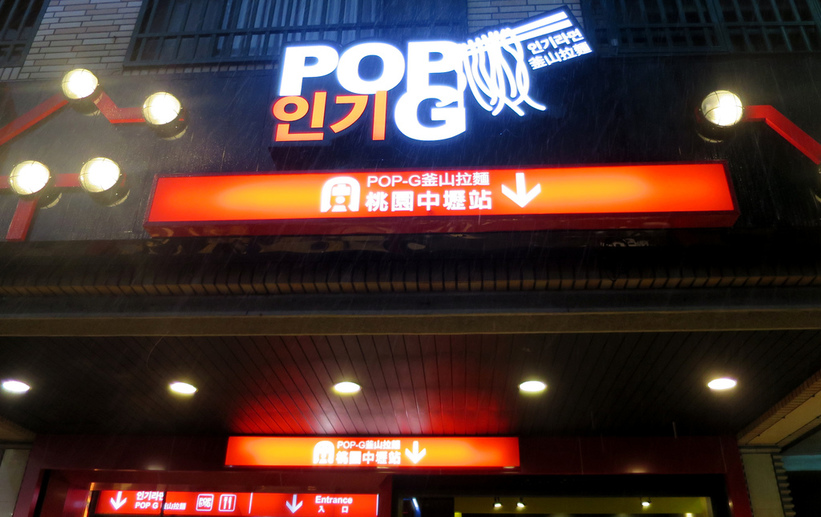 POP
인기 G
인기라면
釜山拉麵
POP-G釜山拉麵
桃園中壢站
POP-G釜山拉麵
桃園中壢站
인기라면
POP G 釜山拉麵
Entrance
入口